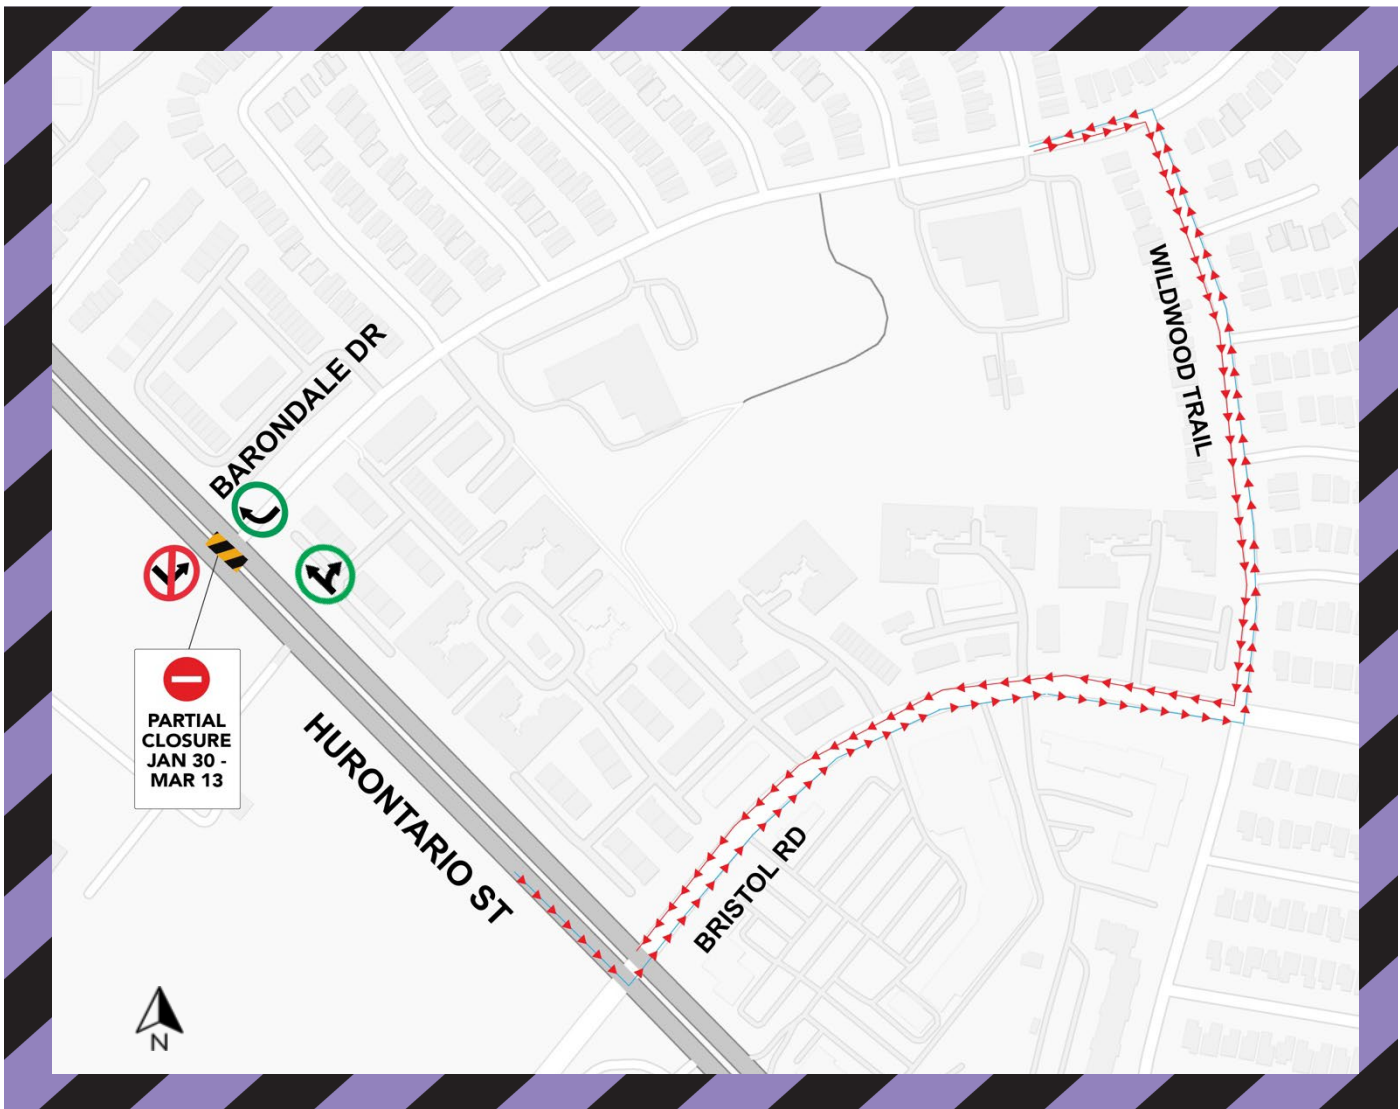 WILDWOOD TRAIL
BARONDALE DR
PARTIAL
CLOSURE
JAN 30 -
MAR 13
HURONTARIO ST
BRISTOL RD
N